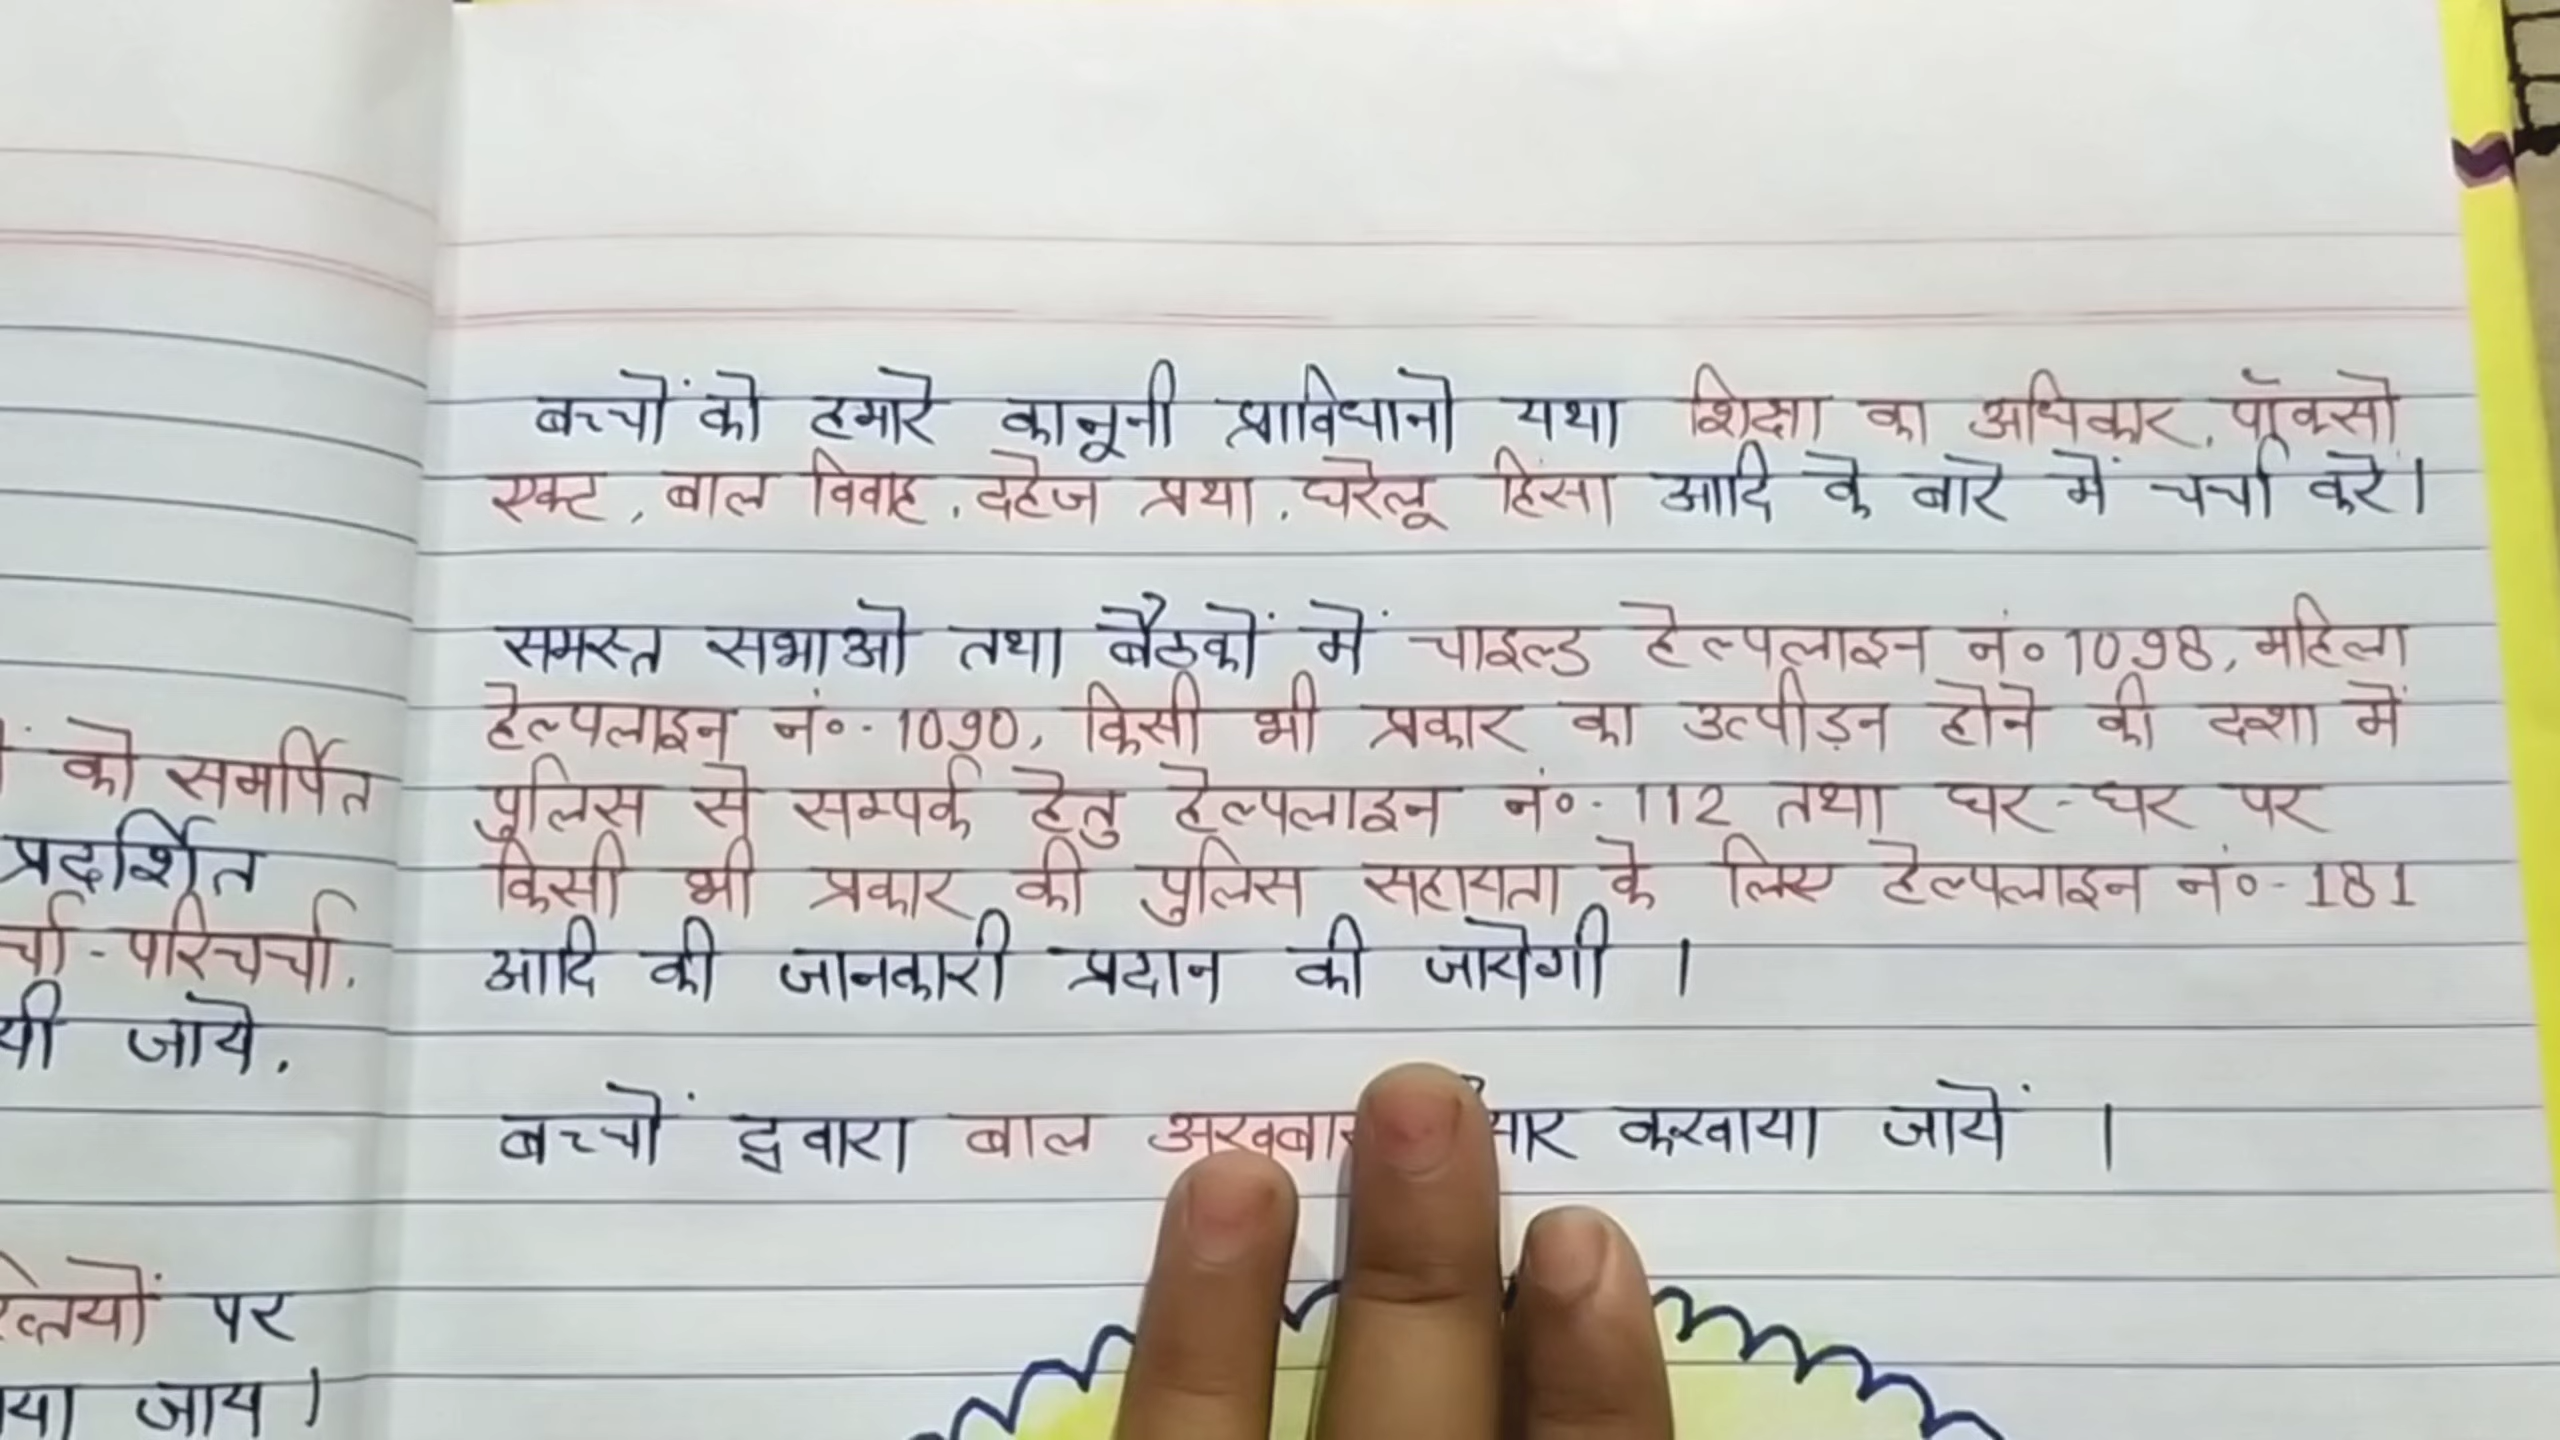 को समर्पित
प्रदर्शित
र्चा-परिचर्चा,
यी जाये,
पर
या जाय।
बच्चों को हमारे कानूनी प्राविधानो यथा शिक्षा का अधिकार, पॉक्सो
एक्ट, बाल विवाह, दहेज प्रथा, घरेलू हिंसा आदि के बारे में चर्चा करें।
समस्त सभाओ तथा बैठकों में चाइल्ड हेल्पलाइन नं० 1098, महिला
हेल्पलाइन नं०-1090, किसी भी प्रकार का उत्पीड़न होने की दशा में
पुलिस से सम्पर्क हेतु हेल्पलाइन नं०-112 तथा घर-घर पर
किसी भी प्रकार की पुलिस सहायता के लिए हेल्पलाइन नं०-181
आदि की जानकारी प्रदान की जायेगी ।
बच्चों द्वारा बाल करवाया जायें ।